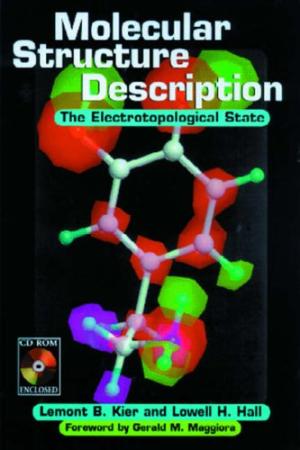 Molecular
Structure
Description
The Electrotopological State
CD ROM
ENCLOSED
Lemont B. Kier and Lowell H. Hall
Foreword by Gerald M. Maggiora